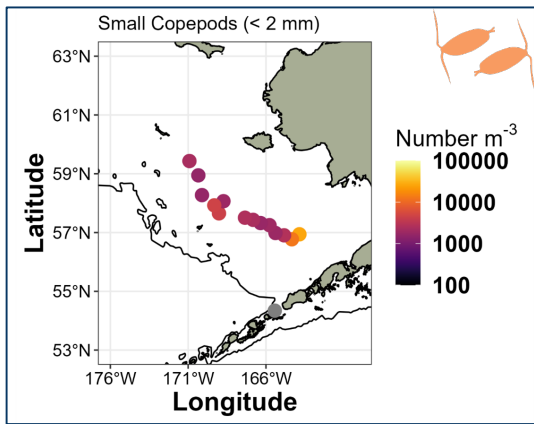 Small Copepods (< 2 mm)
63°N
61°N
59°N
57°N
55°N
53°N
Latitude
176°W 171°W 166°W
Longitude
Number m⁻³
100000
10000
1000
100